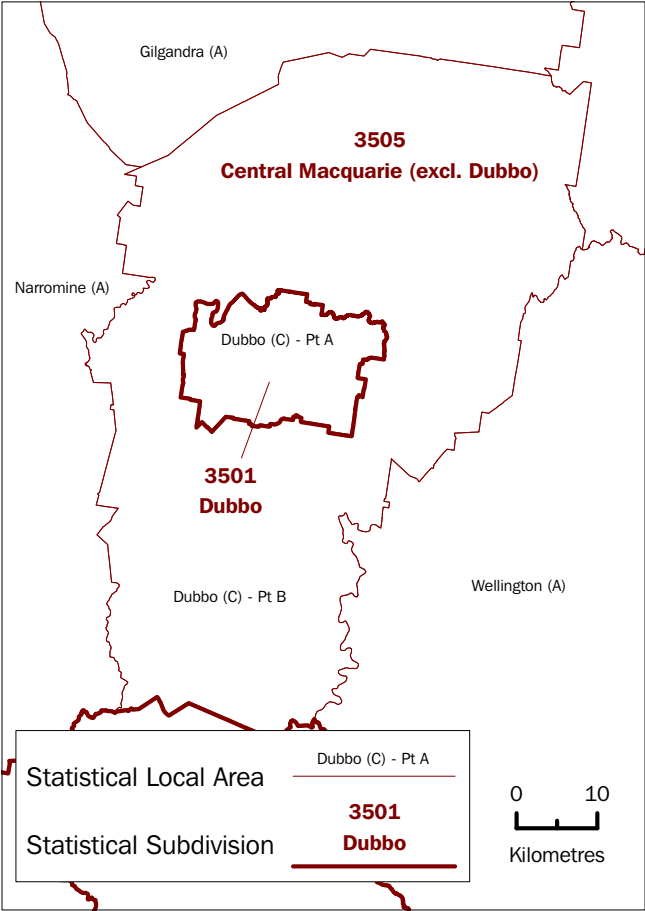 Gilgandra (A)
3505
Central Macquarie (excl. Dubbo)
Narromine (A)
Dubbo (C) - Pt A
3501
Dubbo
Dubbo (C) - Pt B
Wellington (A)
Statistical Local Area
Dubbo (C) - Pt A
Statistical Subdivision
3501
Dubbo
0 10
Kilometres